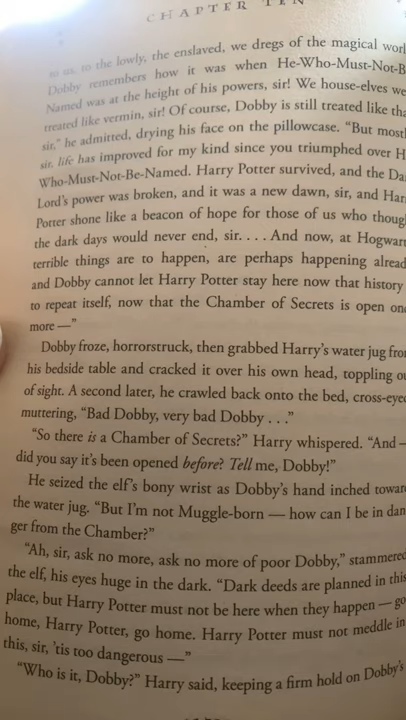 CHAPTER TEN
us, to the lowly, the enslaved, we dregs of the magical
Dobby remembers how it was when He-Who-Must-Not-B
Named was at the height of his powers, sir! We house-elves we
treated like vermin, sir! Of course, Dobby is still treated like tha
sir," he admitted, drying his face on the pillowcase. "But most
sir, life has improved for my kind since you triumphed over H
Who-Must-Not-Be-Named. Harry Potter survived, and the Da
Lord's power was broken, and it was a new dawn, sir, and Har
Potter shone like a beacon of hope for those of us who though
the dark days would never end, sir. . . . And now, at Hogwar
terrible things are to happen, are perhaps happening alread
and Dobby cannot let Harry Potter stay here now that history
to repeat itself, now that the Chamber of Secrets is open on
more —"
Dobby froze, horrorstruck, then grabbed Harry's water jug fro
his bedside table and cracked it over his own head, toppling o
of sight. A second later, he crawled back onto the bed, cross-eye
muttering, "Bad Dobby, very bad Dobby . . ."
"So there is a Chamber of Secrets?" Harry whispered. "And —
did you say it's been opened before? Tell me, Dobby!"
He seized the elf's bony wrist as Dobby's hand inched towar
the water jug. "But I'm not Muggle-born — how can I be in dan
ger from the Chamber?"
"Ah, sir, ask no more, ask no more of poor Dobby," stammered
the elf, his eyes huge in the dark. "Dark deeds are planned in this
place, but Harry Potter must not be here when they happen — go
home, Harry Potter, go home. Harry Potter must not meddle in
this, sir, 'tis too dangerous —"
"Who is it, Dobby?" Harry said, keeping a firm hold on Dobby's